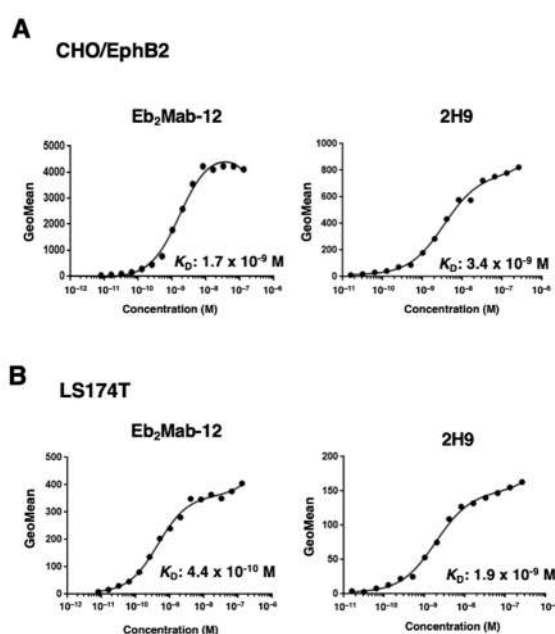 A
CHO/EphB2
Eb₂Mab-12
2H9
5000
4000
3000
2000
1000
0
GeoMean
K_D: 1.7 x 10⁻⁹ M
10⁻¹² 10⁻¹¹ 10⁻¹⁰ 10⁻⁹ 10⁻⁸ 10⁻⁷ 10⁻⁶
Concentration (M)
1000
800
600
400
200
0
GeoMean
K_D: 3.4 x 10⁻⁹ M
10⁻¹¹ 10⁻¹⁰ 10⁻⁹ 10⁻⁸ 10⁻⁷ 10⁻⁶
Concentration (M)
B
LS174T
Eb₂Mab-12
2H9
500
400
300
200
100
0
GeoMean
K_D: 4.4 x 10⁻¹⁰ M
10⁻¹² 10⁻¹¹ 10⁻¹⁰ 10⁻⁹ 10⁻⁸ 10⁻⁷ 10⁻⁶
Concentration (M)
200
150
100
50
0
GeoMean
K_D: 1.9 x 10⁻⁹ M
10⁻¹¹ 10⁻¹⁰ 10⁻⁹ 10⁻⁸ 10⁻⁷ 10⁻⁶
Concentration (M)